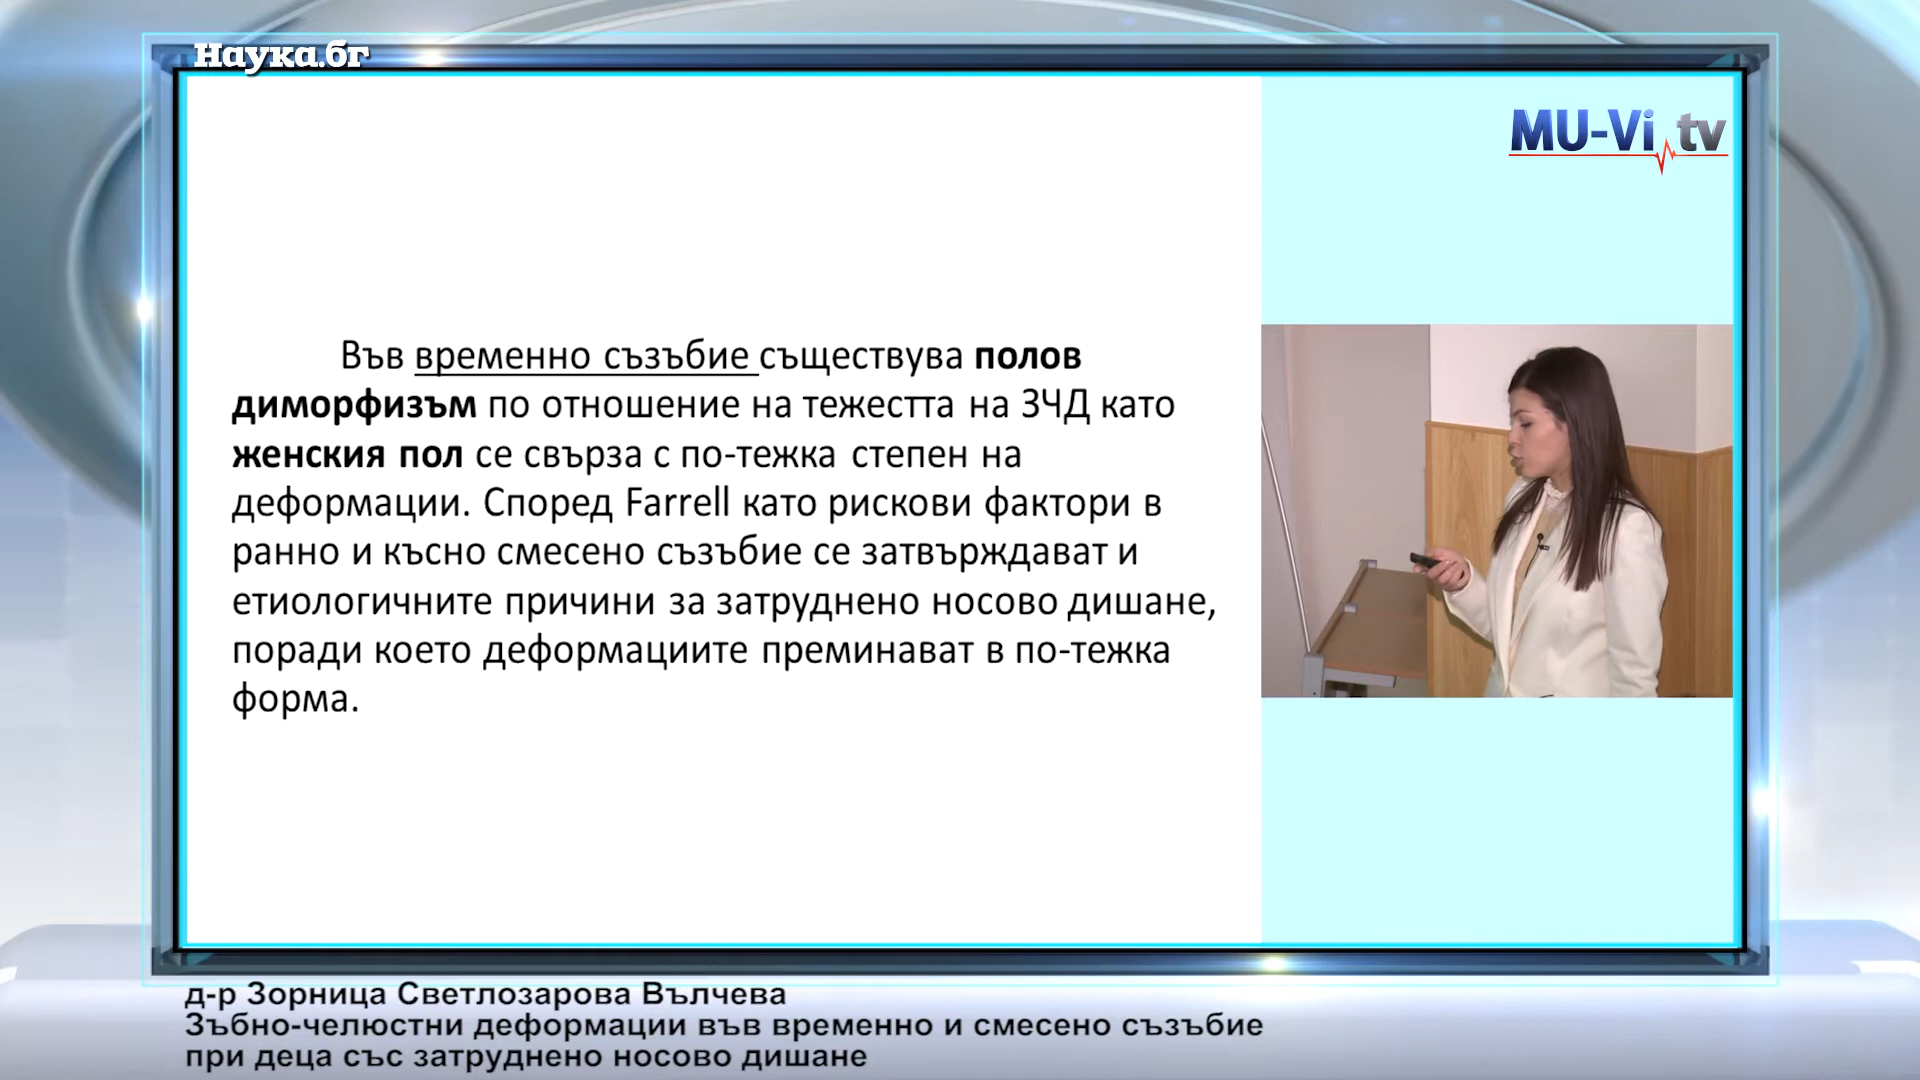 Наука.бг
MU-Vi tv
Във временно съзъбие съществува полов
диморфизъм по отношение на тежестта на ЗЧД като
женския пол се свърза с по-тежка степен на
деформации. Според Farrell като рискови фактори в
ранно и късно смесено съзъбие се затвърждават и
етиологичните причини за затруднено носово дишане,
поради което деформациите преминават в по-тежка
форма.
д-р Зорница Светлозарова Вълчева
Зъбно-челюстни деформации във временно и смесено съзъбие
при деца със затруднено носово дишане